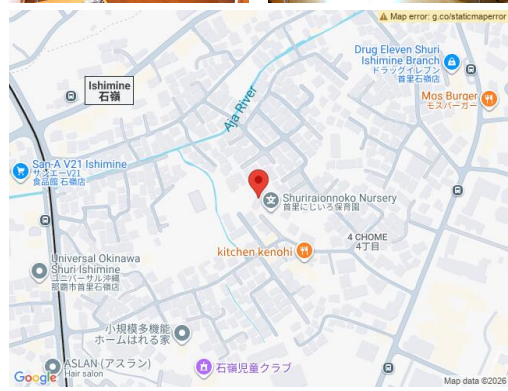 Map error: g.co/staticmaperror
Drug Eleven Shuri
Ishimine Branch
ドラッグイレブン
首里石嶺店
Ishimine
石嶺
Mos Burger
モスバーガー
Aja River
San-A V21 Ishimine
サンエーV21
食品館 石嶺店
Shuriraionnoko Nursery
首里にじいろ保育園
4 CHOME
4丁目
kitchen kenohi
Universal Okinawa
Shuri Ishimine
ユニバーサル沖縄
那覇市首里石嶺店
小規模多機能
ホームはれる家
ASLAN (アスラン)
Hair salon
石嶺児童クラブ
Google
Map data ©2026